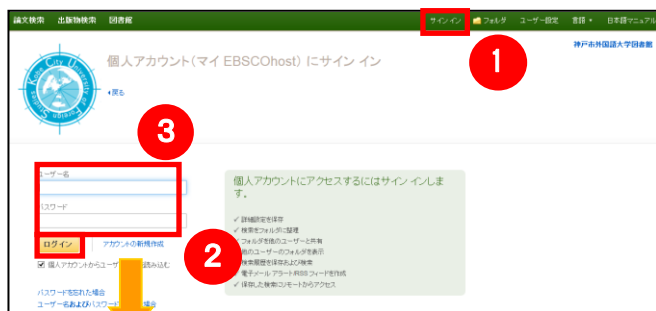 論文検索 出版物検索 図書館 サインイン フォルダ ユーザー設定 言語 日本語マニュアル
神戸市外国語大学図書館
Kobe City University of Foreign Studies
個人アカウント(マイ EBSCOhost) にサイン イン
戻る
1
3
ユーザー名
パスワード
ログイン アカウントの新規作成
個人アカウントからユーザー 読み込む
パスワードを忘れた場合
ユーザー名およびパスワード 場合
2
個人アカウントにアクセスするにはサインインしま
す。
✓ 詳細設定を保存
✓ 検索をフォルダに整理
フォルダを他のユーザーと共有
他のユーザーのフォルダを表示
検索履歴を保存および検索
✓ 電子メール アラート/RSS フィードを作成
✓ 保存した検索にリモートからアクセス